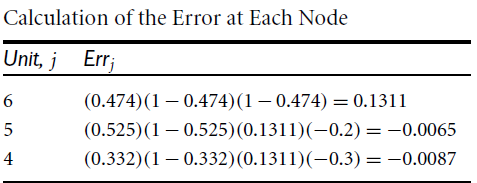 Calculation of the Error at Each Node
Unit, j Errj
6 (0.474)(1 − 0.474)(1 − 0.474) = 0.1311
5 (0.525)(1 − 0.525)(0.1311)(−0.2) = −0.0065
4 (0.332)(1 − 0.332)(0.1311)(−0.3) = −0.0087